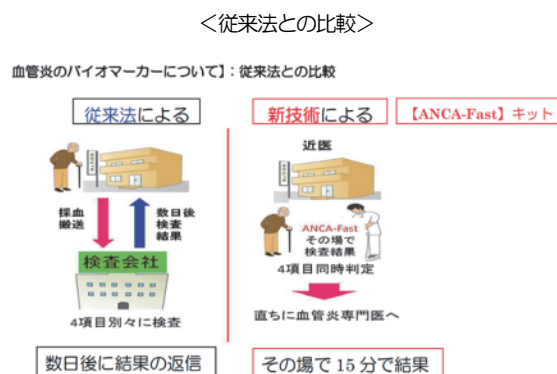 ＜従来法との比較＞
血管炎のバイオマーカーについて】：従来法との比較
従来法による
採血
搬送
数日後
検査
結果
検査会社
4項目別々に検査
数日後に結果の返信
新技術による
【ANCA-Fast】キット
近医
ANCA-Fast
その場で
検査結果
4項目同時判定
直ちに血管炎専門医へ
その場で 15 分で結果